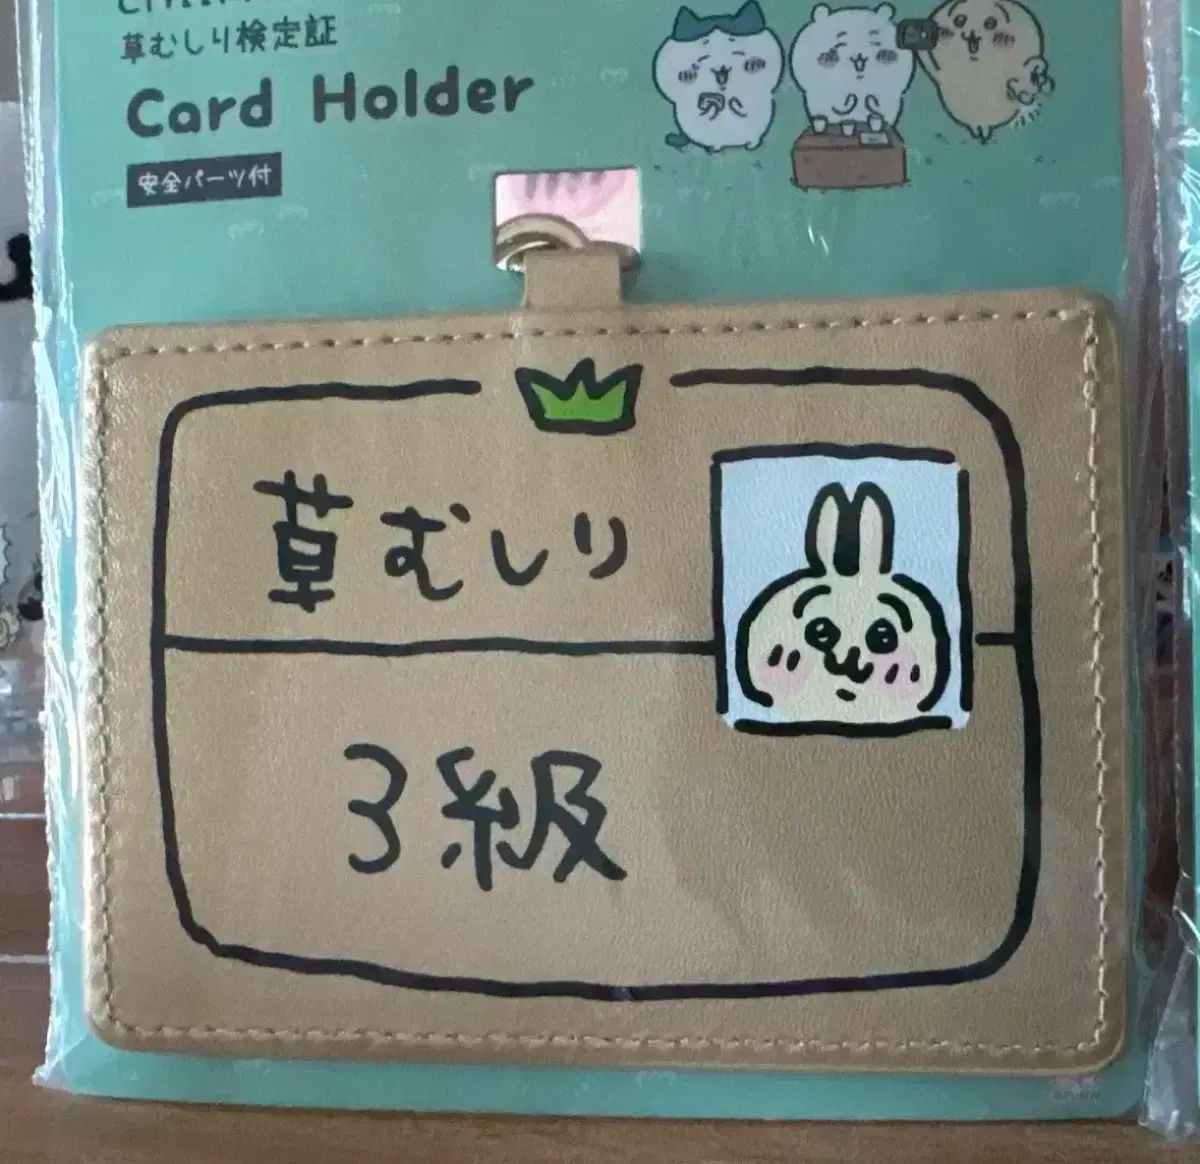 草むしり検定証
Card Holder
安全パーツ付
草むしり
3級